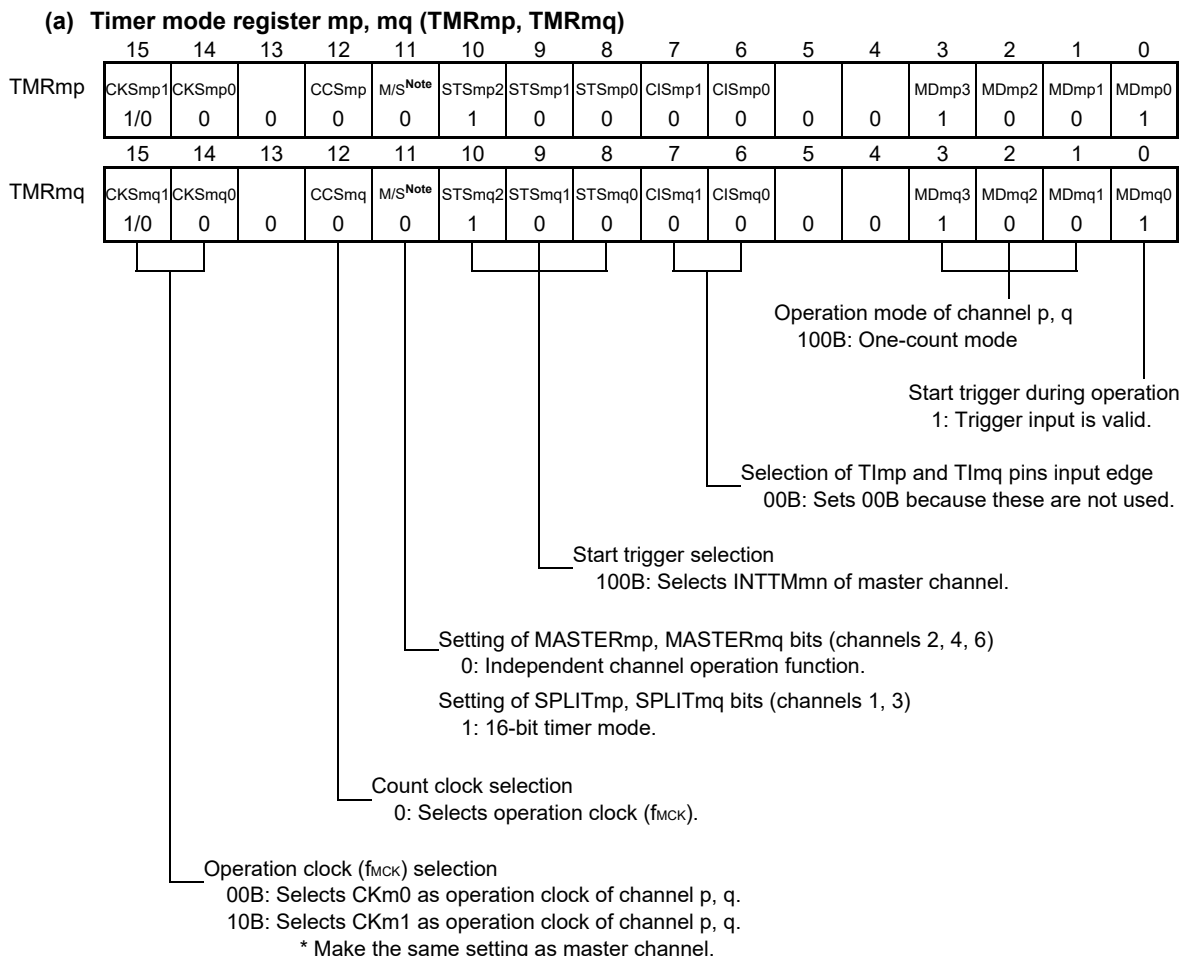 (a) Timer mode register mp, mq (TMRmp, TMRmq)
15 14 13 12 11 10 9 8 7 6 5 4 3 2 1 0
TMRmp CKSmp1 CKSmp0 CCSmp M/SNote STSmp2 STSmp1 STSmp0 CISmp1 CISmp0 MDmp3 MDmp2 MDmp1 MDmp0
1/0 0 0 0 0 1 0 0 0 0 0 0 1 0 0 1
15 14 13 12 11 10 9 8 7 6 5 4 3 2 1 0
TMRmq CKSmq1 CKSmq0 CCSmq M/SNote STSmq2 STSmq1 STSmq0 CISmq1 CISmq0 MDmq3 MDmq2 MDmq1 MDmq0
1/0 0 0 0 0 1 0 0 0 0 0 0 1 0 0 1
Operation mode of channel p, q
100B: One-count mode
Start trigger during operation
1: Trigger input is valid.
Selection of TImp and TImq pins input edge
00B: Sets 00B because these are not used.
Start trigger selection
100B: Selects INTTMmn of master channel.
Setting of MASTERmp, MASTERmq bits (channels 2, 4, 6)
0: Independent channel operation function.
Setting of SPLITmp, SPLITmq bits (channels 1, 3)
1: 16-bit timer mode.
Count clock selection
0: Selects operation clock (fMCK).
Operation clock (fMCK) selection
00B: Selects CKm0 as operation clock of channel p, q.
10B: Selects CKm1 as operation clock of channel p, q.
* Make the same setting as master channel.